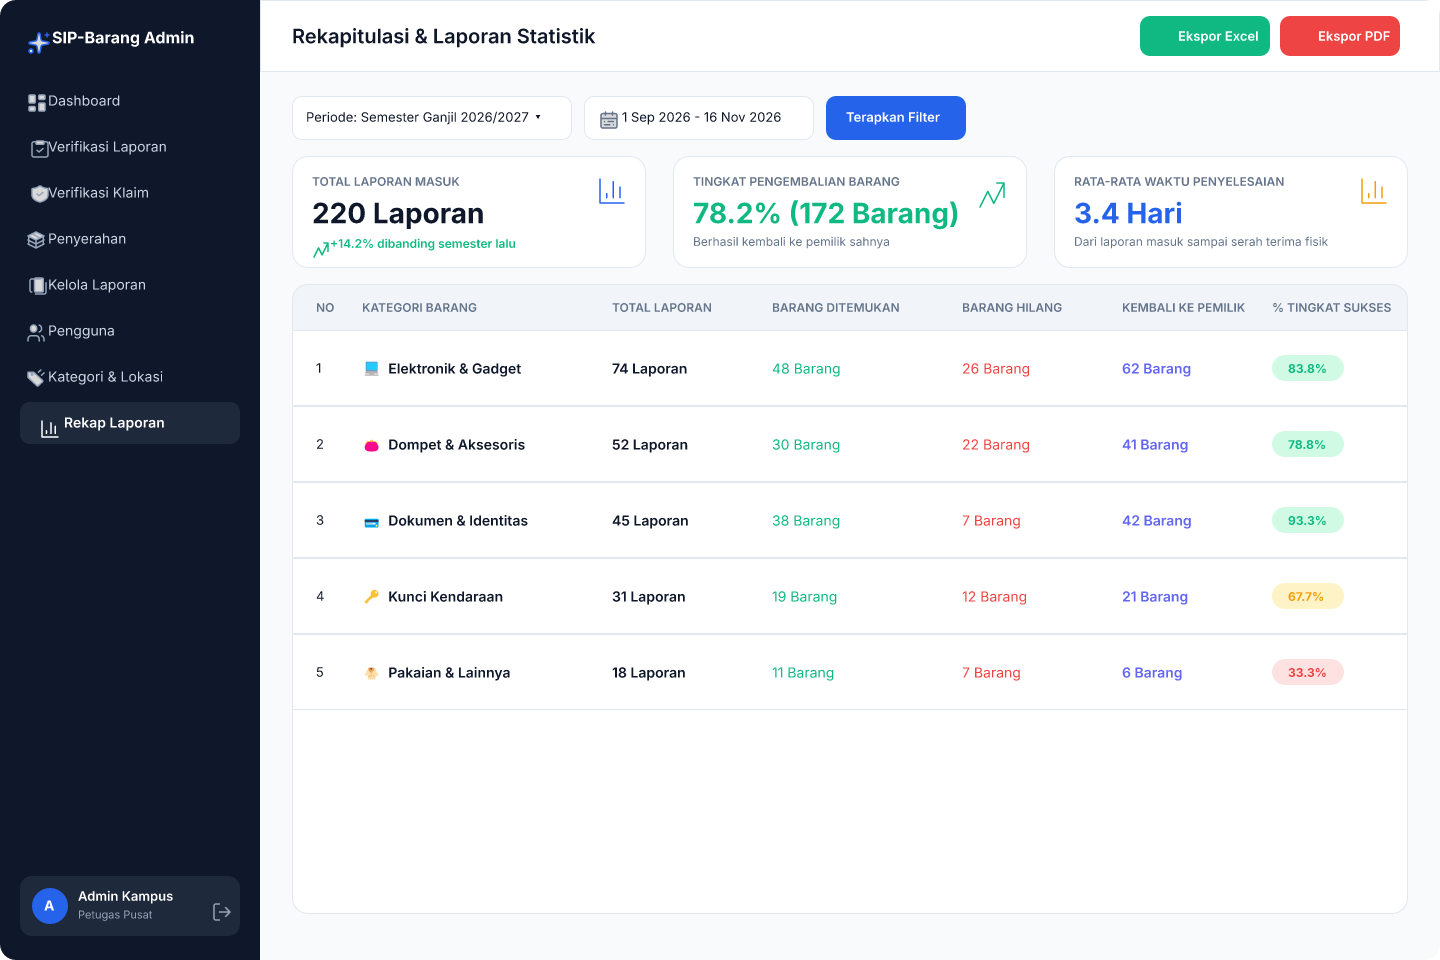 SIP-Barang Admin
Dashboard
Verifikasi Laporan
Verifikasi Klaim
Penyerahan
Kelola Laporan
Pengguna
Kategori & Lokasi
Rekap Laporan
A
Admin Kampus
Petugas Pusat
Rekapitulasi & Laporan Statistik
Ekspor Excel
Ekspor PDF
Periode: Semester Ganjil 2026/2027 ▾
1 Sep 2026 - 16 Nov 2026
Terapkan Filter
TOTAL LAPORAN MASUK
220 Laporan
+14.2% dibanding semester lalu
TINGKAT PENGEMBALIAN BARANG
78.2% (172 Barang)
Berhasil kembali ke pemilik sahnya
RATA-RATA WAKTU PENYELESAIAN
3.4 Hari
Dari laporan masuk sampai serah terima fisik
NO KATEGORI BARANG TOTAL LAPORAN BARANG DITEMUKAN BARANG HILANG KEMBALI KE PEMILIK % TINGKAT SUKSES
1 Elektronik & Gadget 74 Laporan 48 Barang 26 Barang 62 Barang 83.8%
2 Dompet & Aksesoris 52 Laporan 30 Barang 22 Barang 41 Barang 78.8%
3 Dokumen & Identitas 45 Laporan 38 Barang 7 Barang 42 Barang 93.3%
4 Kunci Kendaraan 31 Laporan 19 Barang 12 Barang 21 Barang 67.7%
5 Pakaian & Lainnya 18 Laporan 11 Barang 7 Barang 6 Barang 33.3%